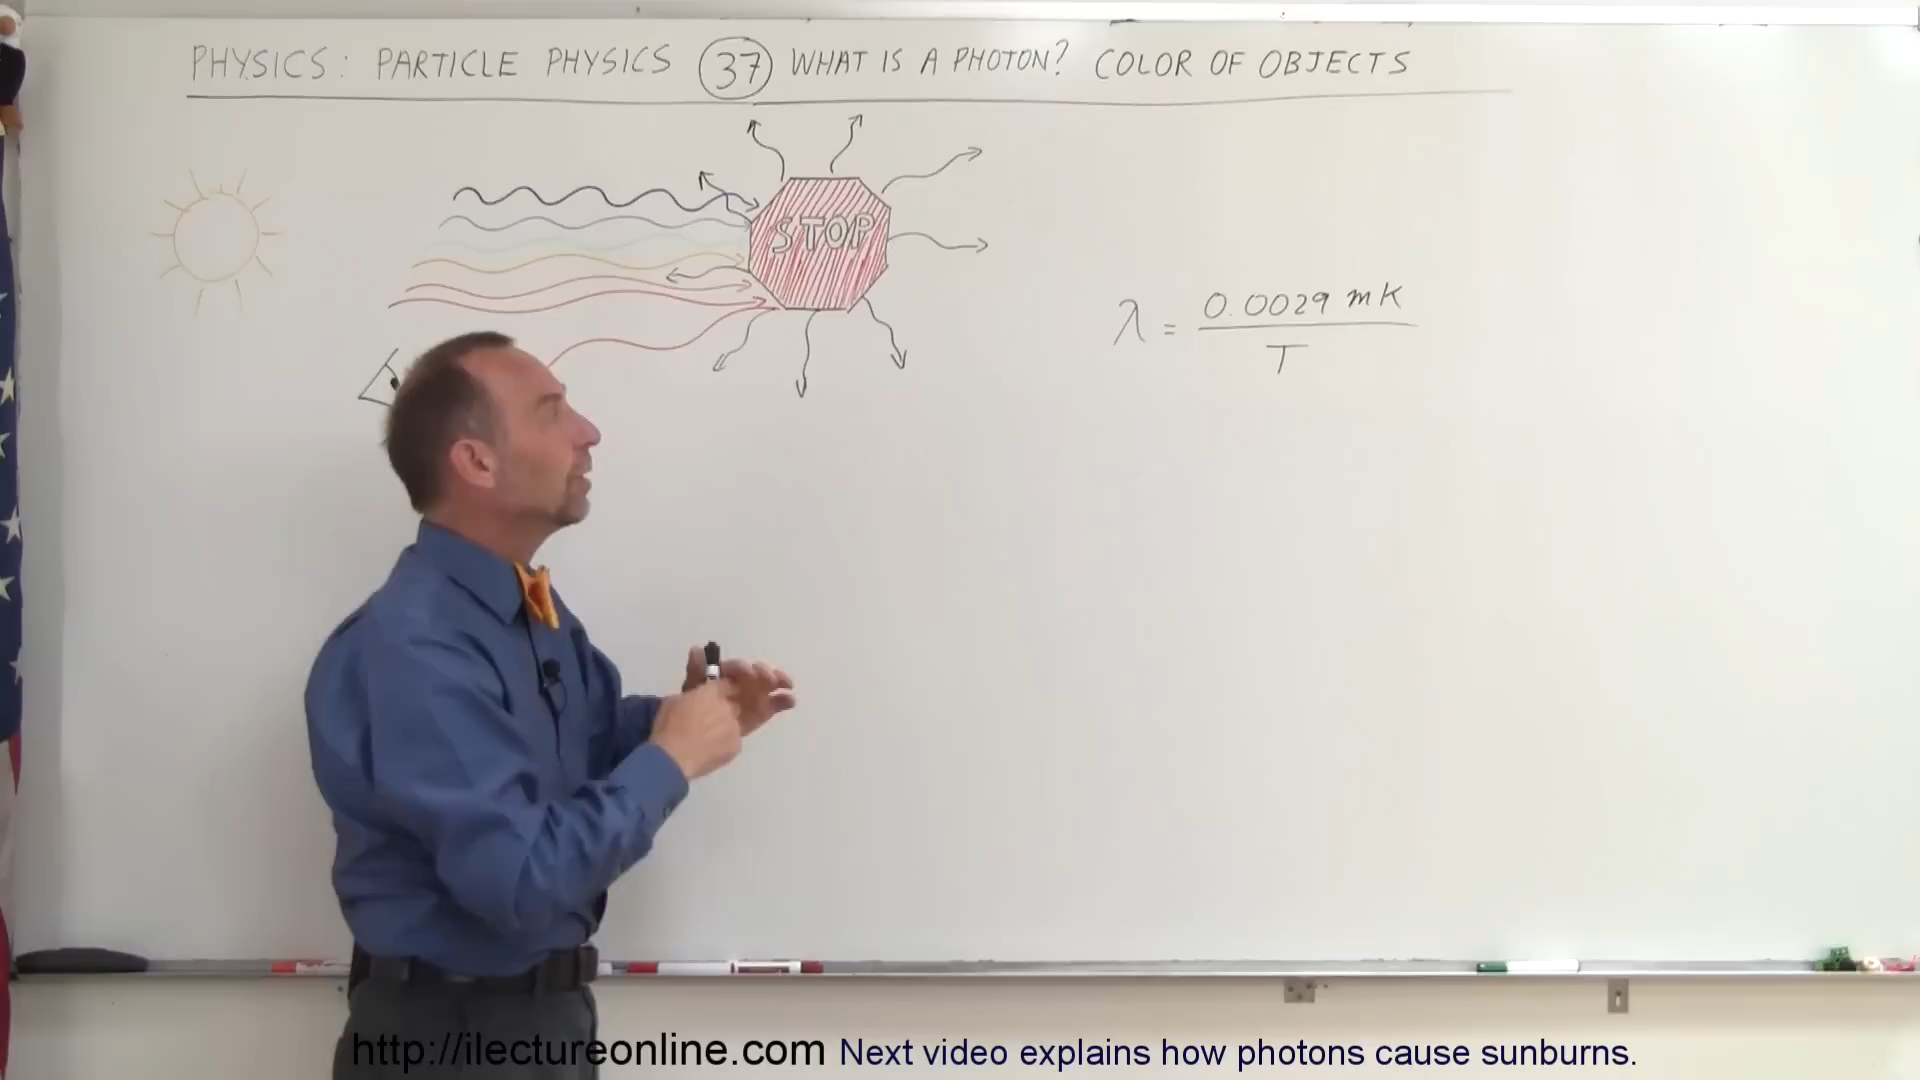 PHYSICS: PARTICLE PHYSICS 37 WHAT IS A PHOTON? COLOR OF OBJECTS
STOP
λ = 0.0029 mK
T
http://ilectureonline.com Next video explains how photons cause sunburns.